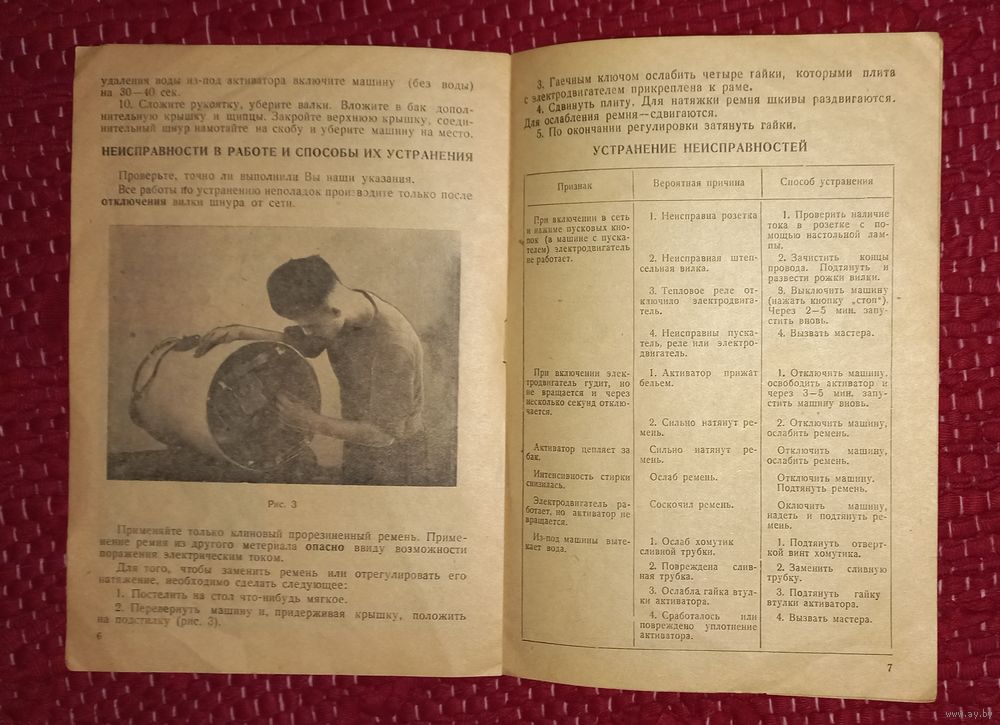 удаления воды из-под активатора включите машину (без воды)
на 30—40 сек.
10. Сложите рукоятку, уберите валки. Вложите в бак допол-
нительную крышку и щипцы. Закройте верхнюю крышку, соеди-
нительный шнур намотайте на скобу и уберите машину на место.
НЕИСПРАВНОСТИ В РАБОТЕ И СПОСОБЫ ИХ УСТРАНЕНИЯ
Проверьте, точно ли выполнили Вы наши указания.
Все работы по устранению неполадок производите только после
отключения вилки шнура от сети.
Рис. 3
Применяйте только клиновый прорезиненный ремень. Приме-
нение ремня из другого метериала опасно ввиду возможности
поражения электрическим током.
Для того, чтобы заменить ремень или отрегулировать его
натяжение, необходимо сделать следующее:
1. Постелить на стол что-нибудь мягкое.
2. Перевернуть машину и, придерживая крышку, положить
на подстилку (рис. 3).
6
3. Гаечным ключом ослабить четыре гайки, которыми плита
с электродвигателем прикреплена к раме.
4. Сдвинуть плиту. Для натяжки ремня шкивы раздвигаются.
Для ослабления ремня—сдвигаются.
5. По окончании регулировки затянуть гайки.
УСТРАНЕНИЕ НЕИСПРАВНОСТЕЙ
Признак
Вероятная причина
Способ устранения
При включении в сеть
и нажиме пусковых кно-
пок (в машине с пуска-
телем) электродвигатель
не работает.
1. Неисправна розетка
1. Проверить наличие
тока в розетке с по-
мощью настольной лам-
пы.
2. Неисправная штеп-
сельная вилка.
2. Зачистить концы
провода. Подтянуть и
развести рожки вилки.
3. Тепловое реле от-
ключило электродвига-
тель.
3. Выключить машину
(нажать кнопку „стоп“).
Через 2—5 мин. запу-
стить вновь.
4. Неисправны пуска-
тель, реле или электро-
двигатель.
4. Вызвать мастера.
При включении элек-
тродвигатель гудит, но
не вращается и через
несколько секунд отклю-
чается.
1. Активатор прижат
бельем.
1. Отключить машину,
освободить активатор и
через 3—5 мин. запу-
стить машину вновь.
2. Сильно натянут ре-
мень.
2. Отключить машину,
ослабить ремень.
Активатор цепляет за
бак.
Сильно натянут ре-
мень.
Отключить машину,
ослабить ремень.
Интенсивность стирки
снизилась.
Ослаб ремень.
Отключить машину.
Подтянуть ремень.
Электродвигатель ра-
ботает, но активатор не
вращается.
Соскочил ремень.
Оключить машину,
надеть и подтянуть ре-
мень.
Из-под машины выте-
кает вода.
1. Ослаб хомутик
сливной трубки.
1. Подтянуть отверт-
кой винт хомутика.
2. Повреждена слив-
ная трубка.
2. Заменить сливную
трубку.
3. Ослабла гайка втул-
ки активатора.
3. Подтянуть гайку
втулки активатора.
4. Сработалось или
повреждено уплотнение
активатора.
4. Вызвать мастера.
7
www.ay.by